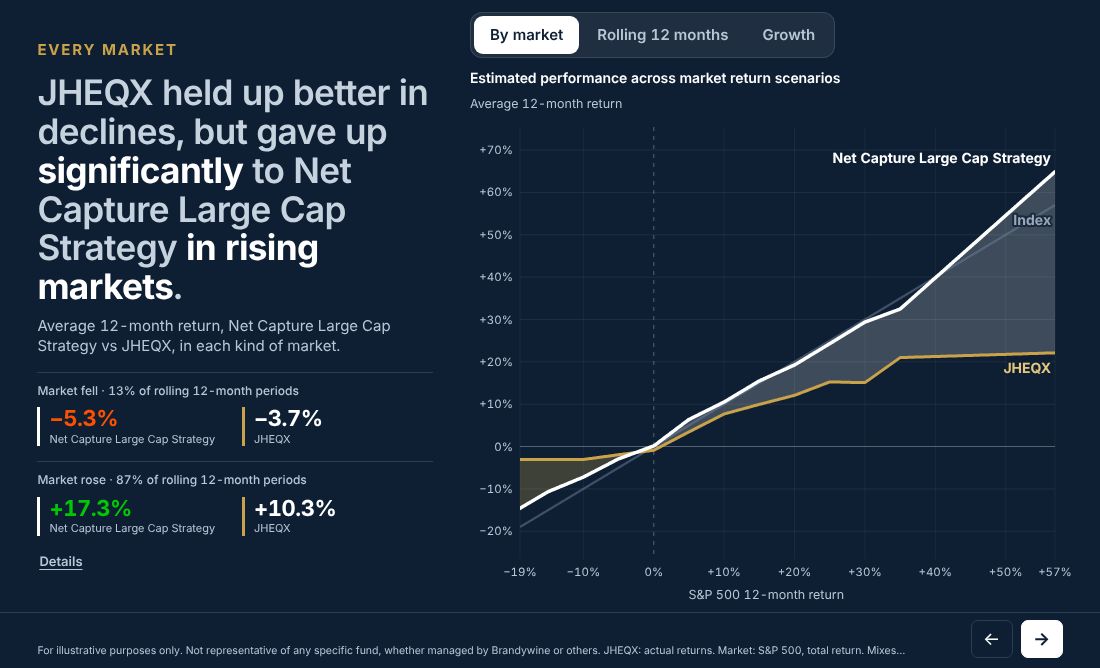 EVERY MARKET
JHEQX held up better in
declines, but gave up
significantly to Net
Capture Large Cap
Strategy in rising
markets.
Average 12-month return, Net Capture Large Cap
Strategy vs JHEQX, in each kind of market.
Market fell · 13% of rolling 12-month periods
−5.3%
Net Capture Large Cap Strategy
−3.7%
JHEQX
Market rose · 87% of rolling 12-month periods
+17.3%
Net Capture Large Cap Strategy
+10.3%
JHEQX
Details
By market
Rolling 12 months
Growth
Estimated performance across market return scenarios
Average 12-month return
+70%
+60%
+50%
+40%
+30%
+20%
+10%
0%
−10%
−20%
Net Capture Large Cap Strategy
Index
JHEQX
−19%
−10%
0%
+10%
+20%
+30%
+40%
+50%
+57%
S&P 500 12-month return
For illustrative purposes only. Not representative of any specific fund, whether managed by Brandywine or others. JHEQX: actual returns. Market: S&P 500, total return. Mixes…